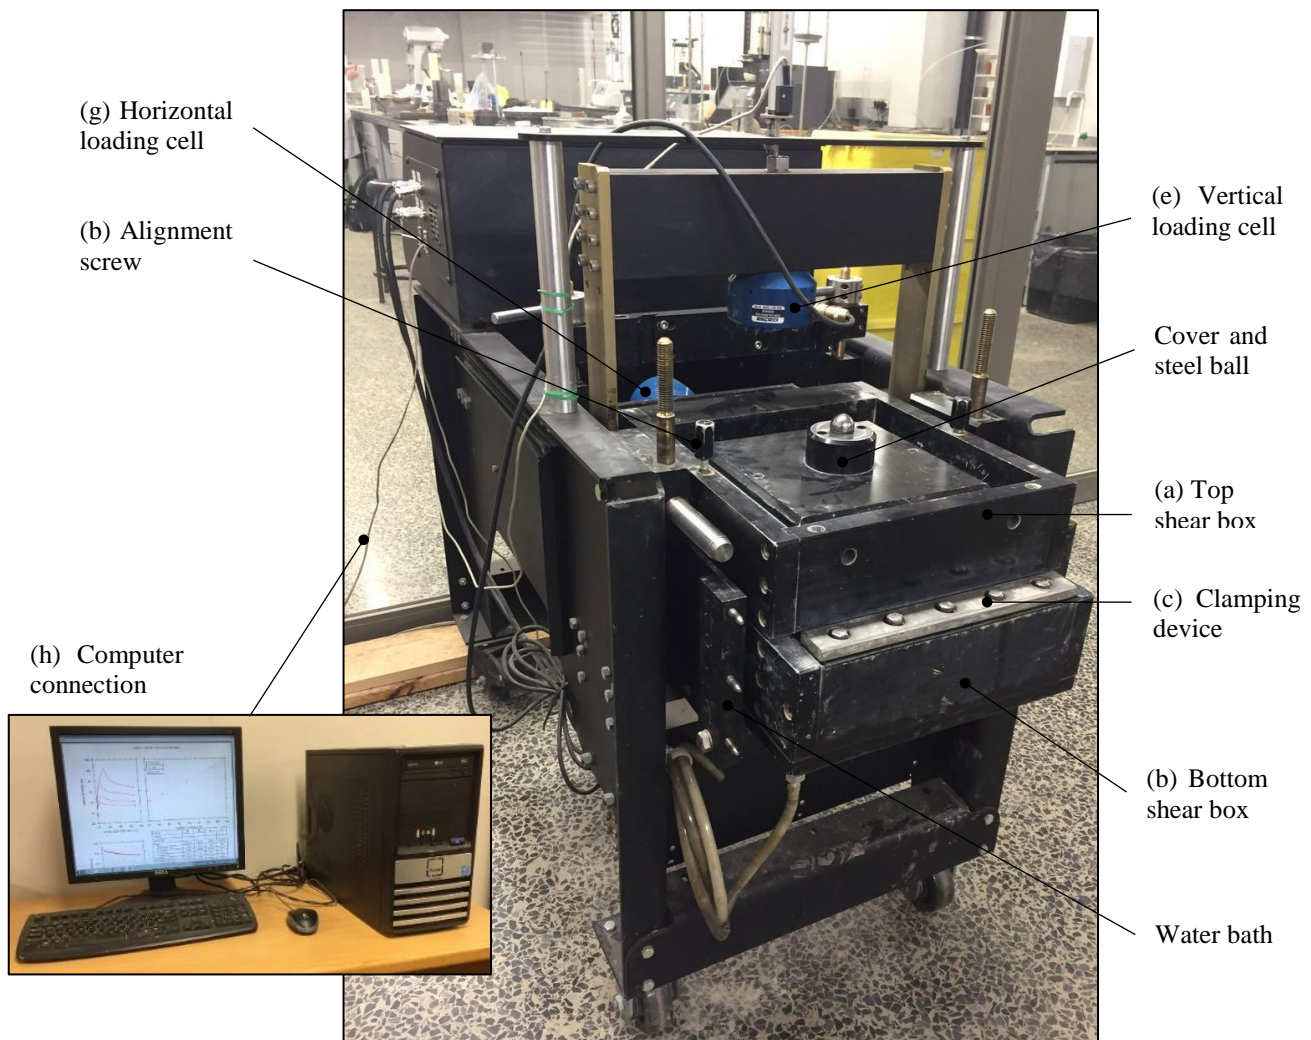 (g) Horizontal
loading cell
(b) Alignment
screw
(h) Computer
connection
(e) Vertical
loading cell
Cover and
steel ball
(a) Top
shear box
(c) Clamping
device
(b) Bottom
shear box
Water bath